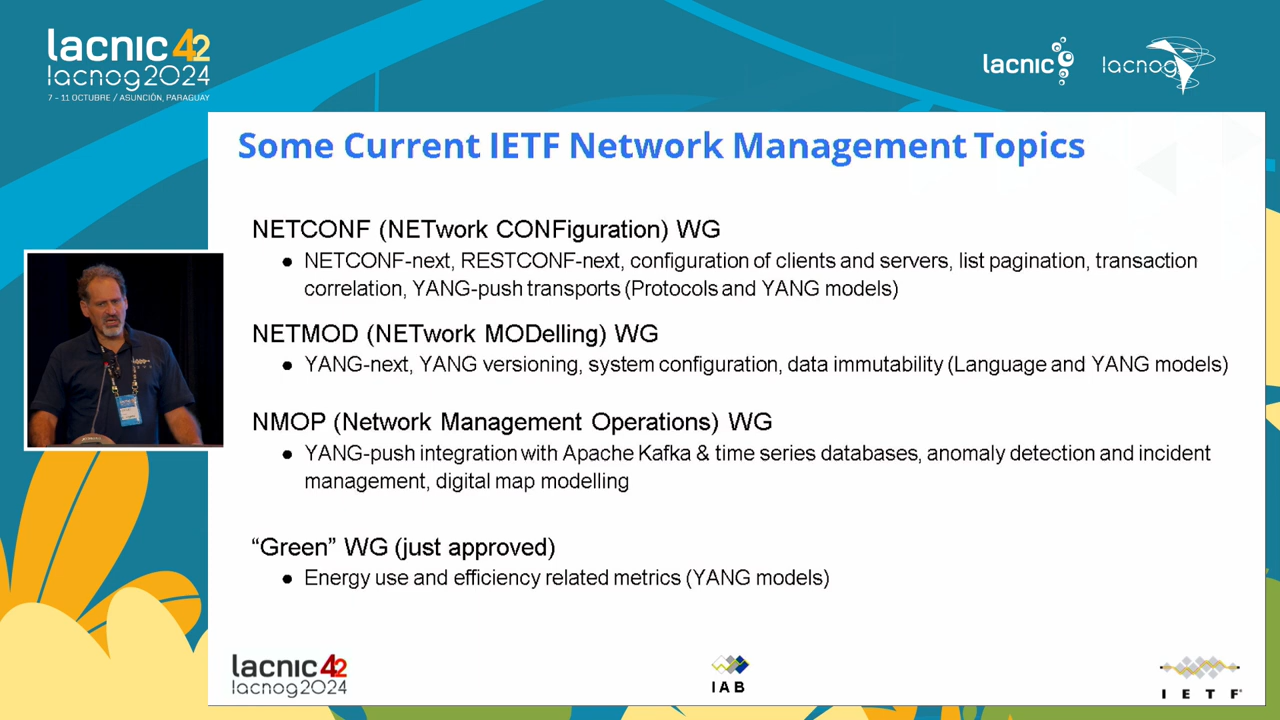 lacnic 42
lacnog2024
7 - 11 OCTUBRE / ASUNCIÓN, PARAGUAY
lacnic
lacnog
Some Current IETF Network Management Topics
NETCONF (NETwork CONFiguration) WG
● NETCONF-next, RESTCONF-next, configuration of clients and servers, list pagination, transaction
correlation, YANG-push transports (Protocols and YANG models)
NETMOD (NETwork MODelling) WG
● YANG-next, YANG versioning, system configuration, data immutability (Language and YANG models)
NMOP (Network Management Operations) WG
● YANG-push integration with Apache Kafka & time series databases, anomaly detection and incident
management, digital map modelling
“Green” WG (just approved)
● Energy use and efficiency related metrics (YANG models)
lacnic 42
lacnog2024
IAB
IETF